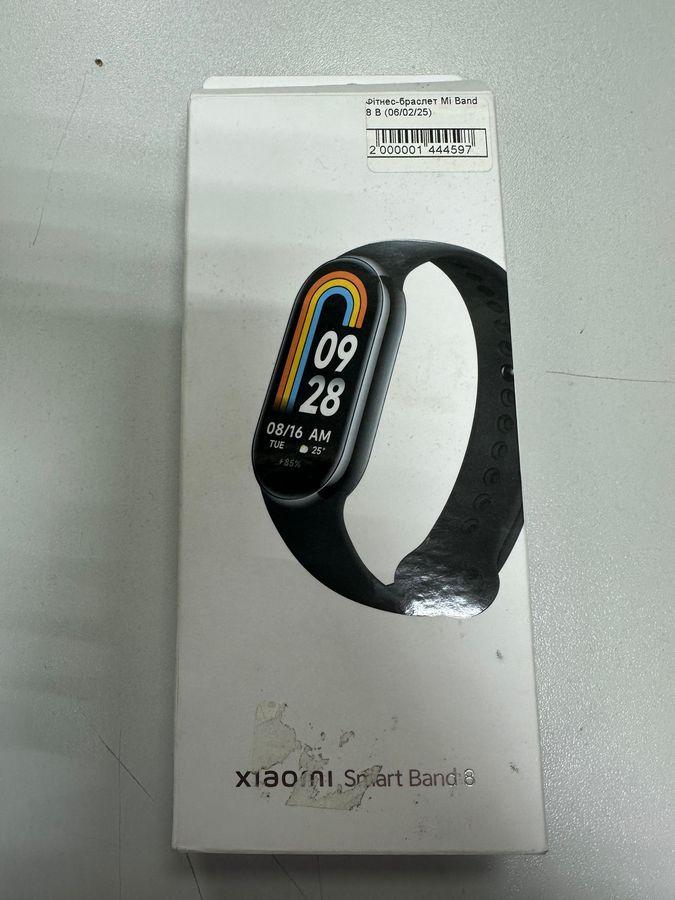 Фітнес-браслет Mi Band
8 B (06/02/25)
2 000001 444597
09
28
08/16 AM
TUE 25°
85%
xiaomi Smart Band 8